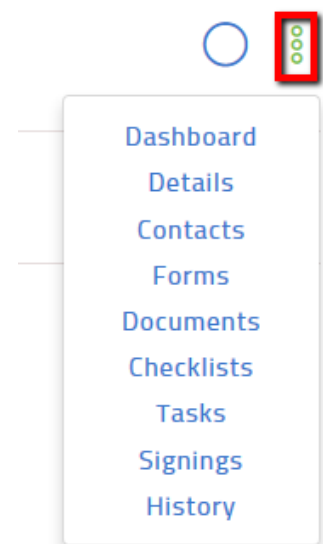 Dashboard
Details
Contacts
Forms
Documents
Checklists
Tasks
Signings
History